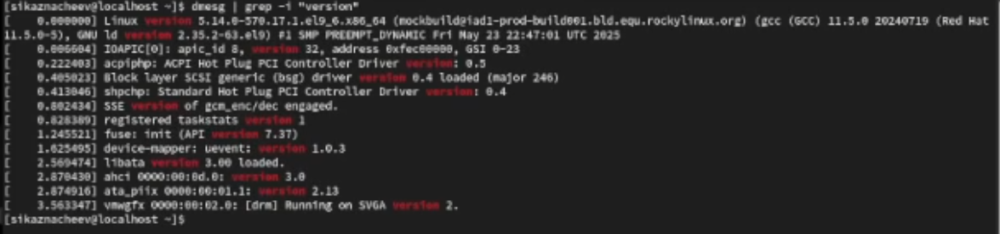 [sikaznacheev@localhost ~]$ dmesg | grep -i "version"
[    0.000000] Linux version 5.14.0-570.17.1.el9_6.x86_64 (mockbuild@iad1-prod-build001.bld.equ.rockylinux.org) (gcc (GCC) 11.5.0 20240719 (Red Hat
11.5.0-5), GNU ld version 2.35.2-63.el9) #1 SMP PREEMPT_DYNAMIC Fri May 23 22:47:01 UTC 2025
[    0.006604] IOAPIC[0]: apic_id 8, version 32, address 0xfec00000, GSI 0-23
[    0.222403] acpiphp: ACPI Hot Plug PCI Controller Driver version: 0.5
[    0.405023] Block layer SCSI generic (bsg) driver version 0.4 loaded (major 246)
[    0.413046] shpchp: Standard Hot Plug PCI Controller Driver version: 0.4
[    0.802434] SSE version of gcm_enc/dec engaged.
[    0.828389] registered taskstats version 1
[    1.245521] fuse: init (API version 7.37)
[    1.625495] device-mapper: uevent: version 1.0.3
[    2.569474] libata version 3.00 loaded.
[    2.870430] ahci 0000:00:0d.0: version 3.0
[    2.874916] ata_piix 0000:00:01.1: version 2.13
[    3.563347] vmwgfx 0000:00:02.0: [drm] Running on SVGA version 2.
[sikaznacheev@localhost ~]$